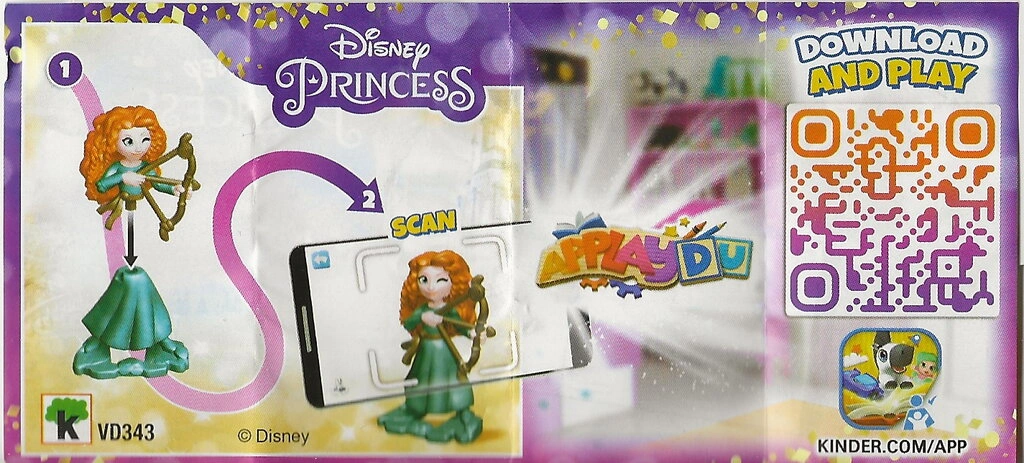 1
Disney
PRINCESS
2
SCAN
APPLAYDU
K VD343
© Disney
DOWNLOAD
AND PLAY
KINDER.COM/APP